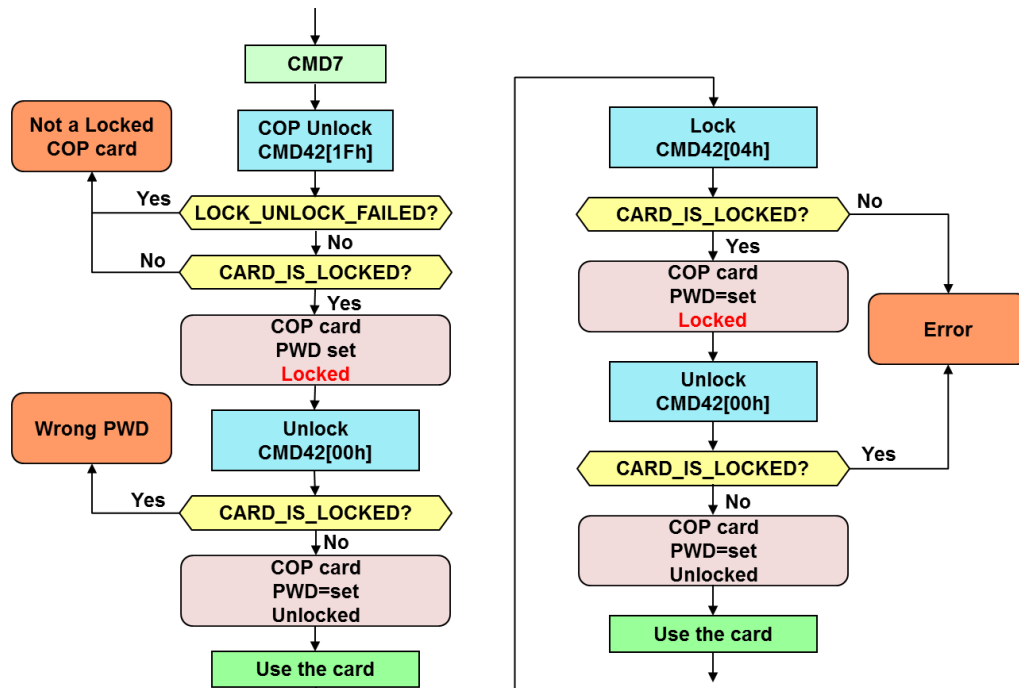 CMD7
COP Unlock
CMD42[1Fh]
Not a Locked
COP card
Yes
LOCK_UNLOCK_FAILED?
No
No
CARD_IS_LOCKED?
Yes
COP card
PWD set
Locked
Wrong PWD
Unlock
CMD42[00h]
Yes
CARD_IS_LOCKED?
No
COP card
PWD=set
Unlocked
Use the card
Lock
CMD42[04h]
CARD_IS_LOCKED?
No
Yes
COP card
PWD=set
Locked
Error
Unlock
CMD42[00h]
CARD_IS_LOCKED?
Yes
No
COP card
PWD=set
Unlocked
Use the card